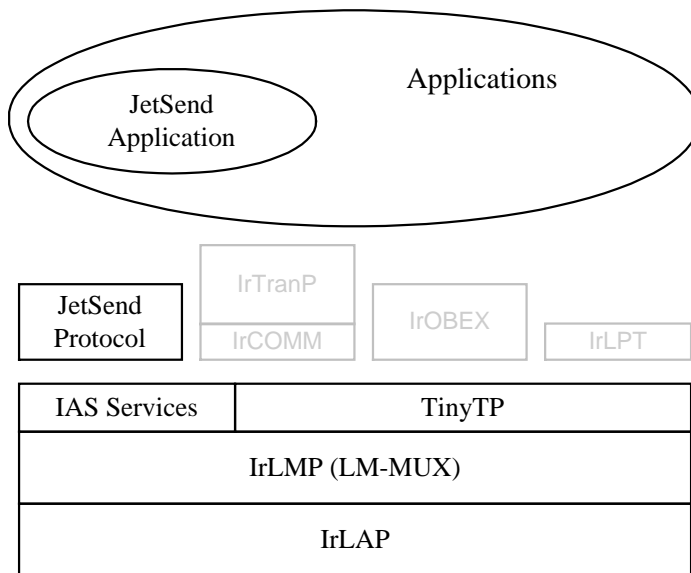 Applications
JetSend
Application
IrTranP
JetSend
Protocol
IrCOMM
IrOBEX
IrLPT
IAS Services
TinyTP
IrLMP (LM-MUX)
IrLAP